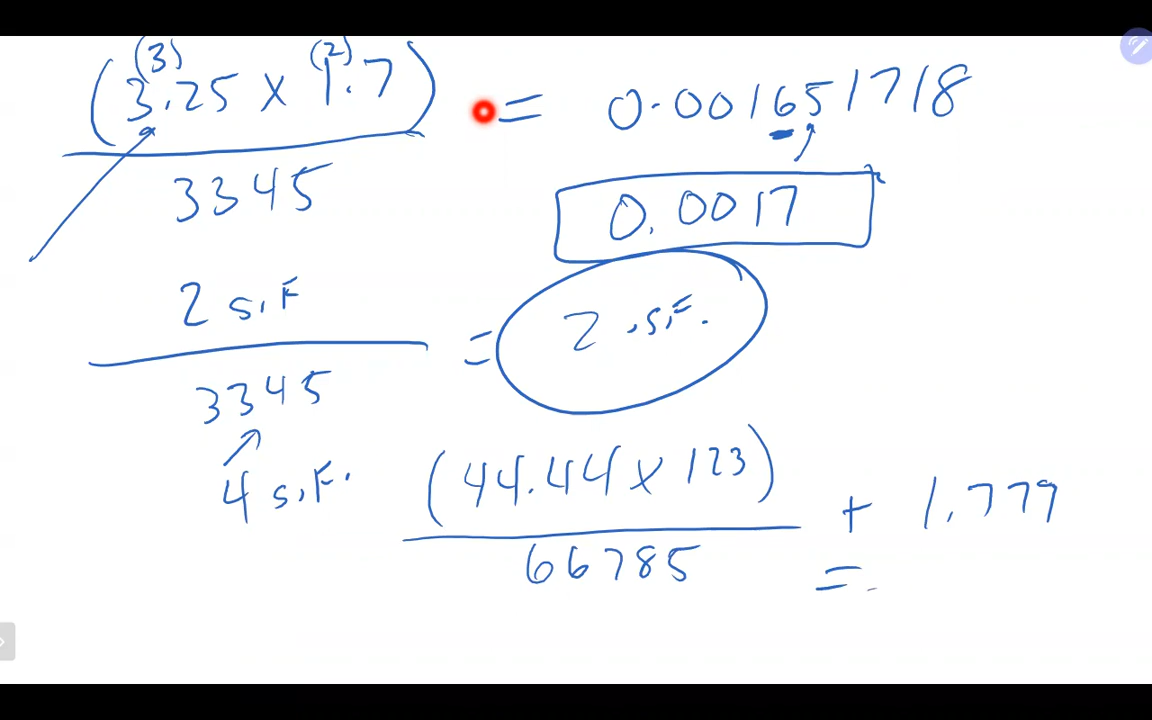 (3) (2)
(3.25 x 1.7) = 0.001651718
3345
0.0017
2 s.F = 2 .s.F.
3345
4 s.F.
(44.44 x 123) + 1.779
66785 =